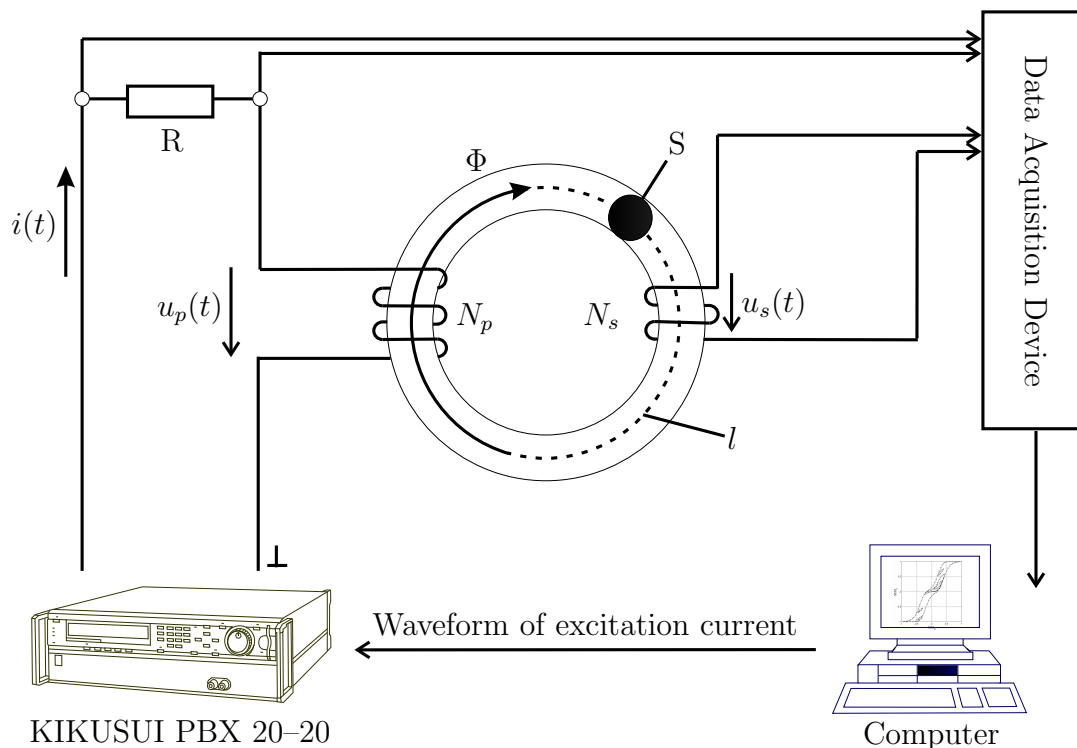 R
Φ
S
Data Acquisition Device
i(t)
u_p(t)
N_p
N_s
u_s(t)
l
⊥
Waveform of excitation current
KIKUSUI PBX 20–20
Computer